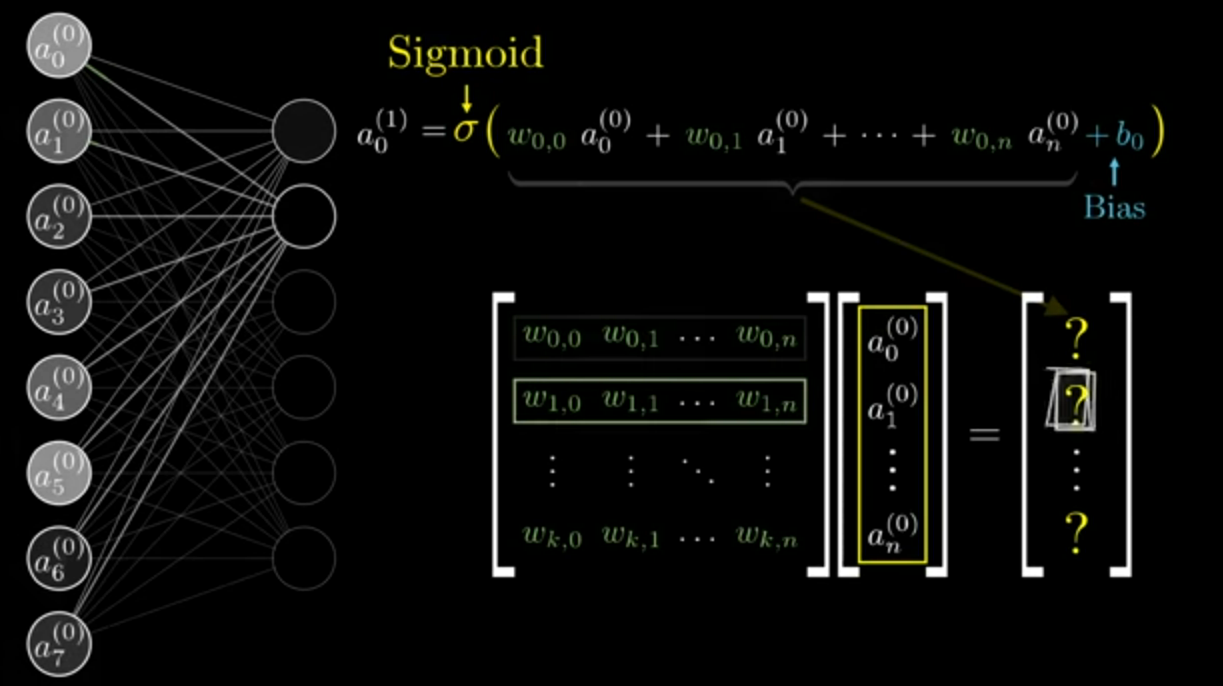 a_0^{(0)}
a_1^{(0)}
a_2^{(0)}
a_3^{(0)}
a_4^{(0)}
a_5^{(0)}
a_6^{(0)}
a_7^{(0)}
Sigmoid
a_0^{(1)} = σ( w_{0,0} a_0^{(0)} + w_{0,1} a_1^{(0)} + ⋯ + w_{0,n} a_n^{(0)} + b_0 )
Bias
[ w_{0,0} w_{0,1} ⋯ w_{0,n} ] [ a_0^{(0)} ] [ ? ]
[ w_{1,0} w_{1,1} ⋯ w_{1,n} ] [ a_1^{(0)} ] = [ ? ]
[ ⋮ ⋮ ⋱ ⋮ ] [ ⋮ ] [ ⋮ ]
[ w_{k,0} w_{k,1} ⋯ w_{k,n} ] [ a_n^{(0)} ] [ ? ]